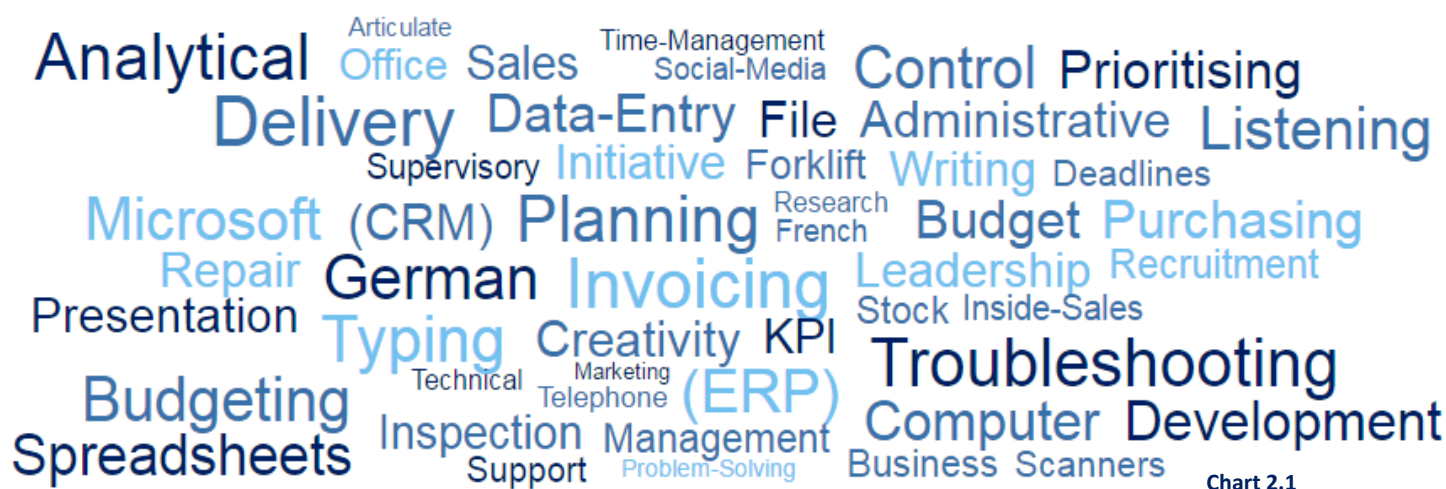 Articulate
Analytical Office Sales Time-Management
Social-Media Control Prioritising
Delivery Data-Entry File Administrative Listening
Supervisory Initiative Forklift Writing Deadlines
Microsoft (CRM) Planning Research Budget Purchasing
French
Repair German Invoicing Leadership Recruitment
Presentation Stock Inside-Sales
Typing Creativity KPI Troubleshooting
Technical Marketing
Budgeting Telephone (ERP) Computer Development
Spreadsheets Inspection Management
Support Problem-Solving Business Scanners
Chart 2.1